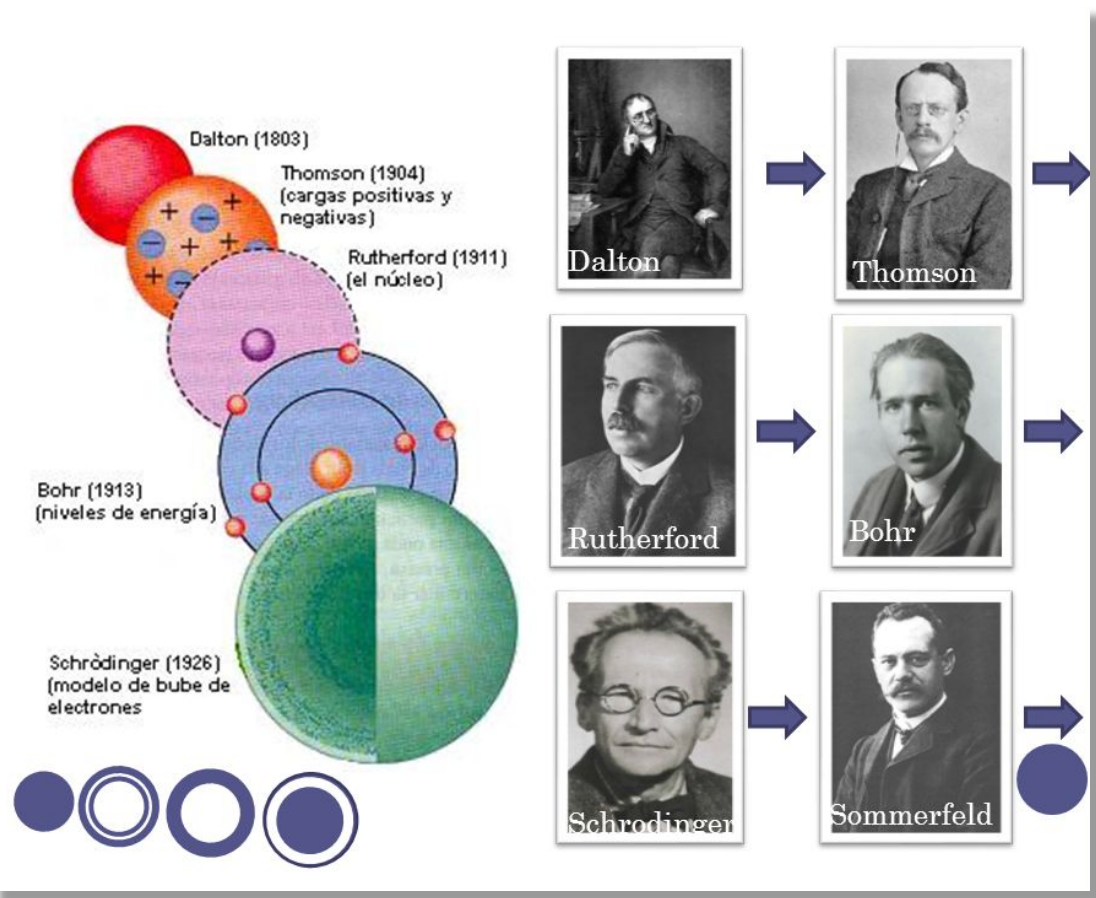 Dalton (1803)
Thomson (1904)
(cargas positivas y
negativas)
Rutherford (1911)
(el núcleo)
Bohr (1913)
(niveles de energía)
Schròdinger (1926)
(modelo de bube de
electrones
Dalton
Thomson
Rutherford
Bohr
Schrodinger
Sommerfeld